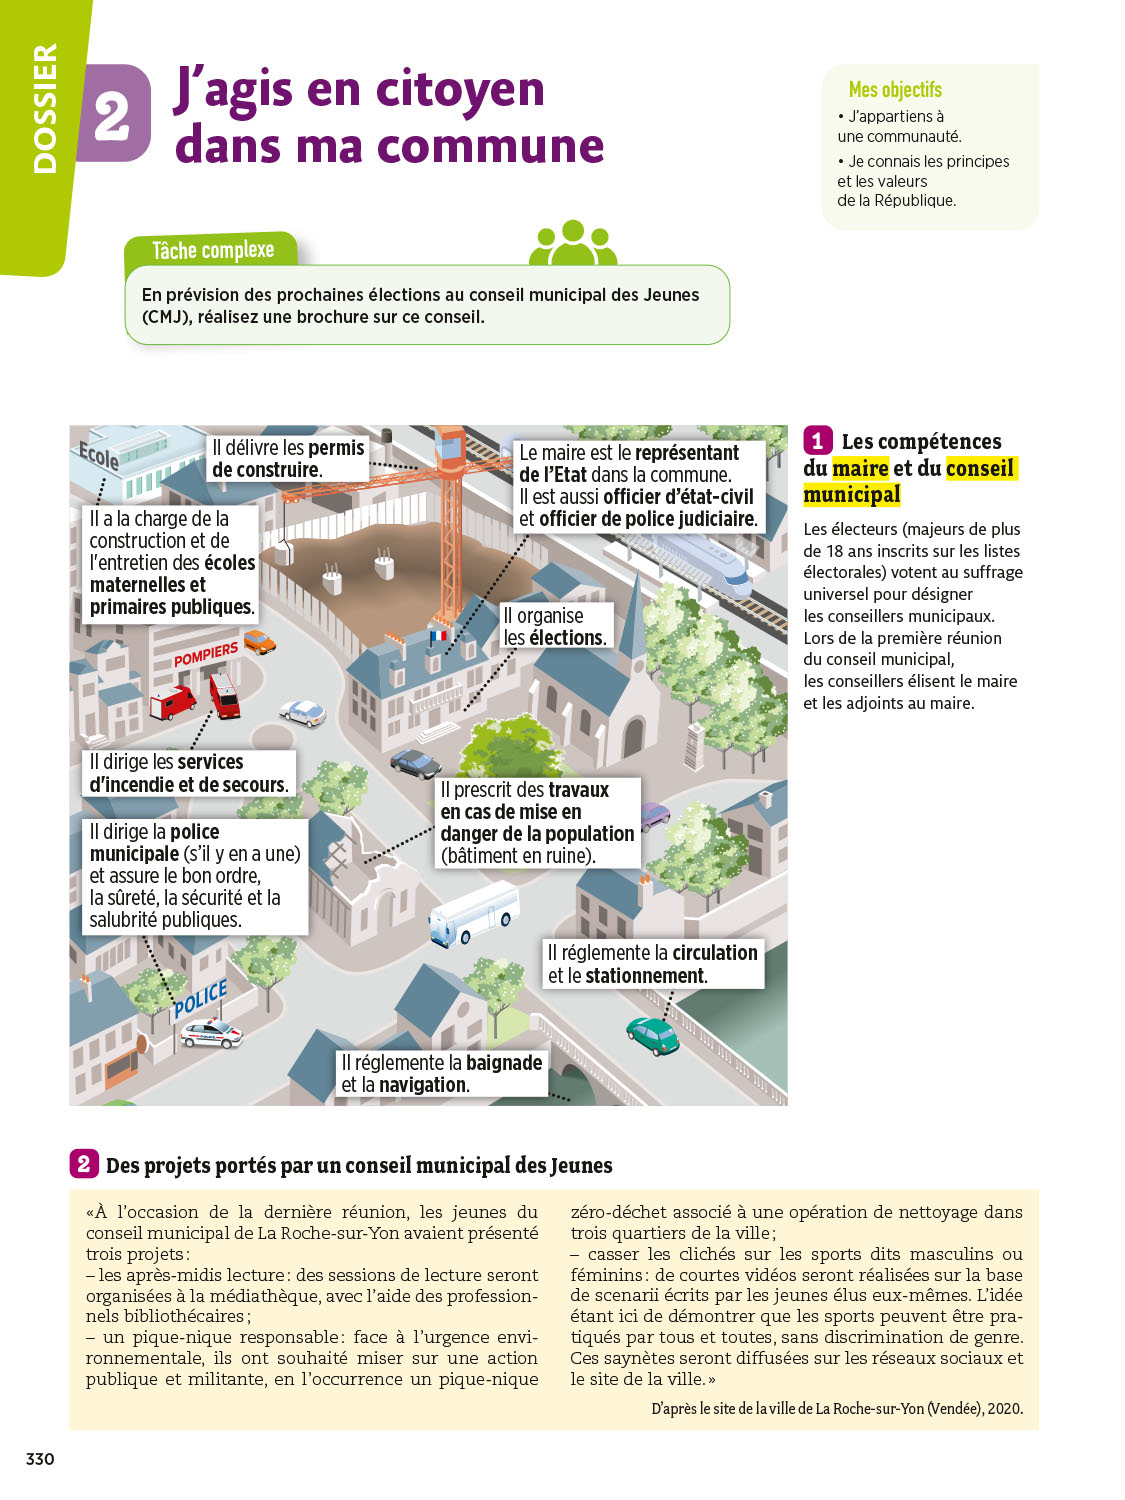 DOSSIER
2
J'agis en citoyen
dans ma commune
Mes objectifs
• J'appartiens à
une communauté.
• Je connais les principes
et les valeurs
de la République.
Tâche complexe
En prévision des prochaines élections au conseil municipal des Jeunes
(CMJ), réalisez une brochure sur ce conseil.
École
Il délivre les permis
de construire.
Le maire est le représentant
de l'Etat dans la commune.
Il est aussi officier d'état-civil
et officier de police judiciaire.
Il a la charge de la
construction et de
l'entretien des écoles
maternelles et
primaires publiques.
Il organise
les élections.
POMPIERS
Il dirige les services
d'incendie et de secours.
Il prescrit des travaux
en cas de mise en
danger de la population
(bâtiment en ruine).
Il dirige la police
municipale (s'il y en a une)
et assure le bon ordre,
la sûreté, la sécurité et la
salubrité publiques.
Il réglemente la circulation
et le stationnement.
POLICE
Il réglemente la baignade
et la navigation.
1 Les compétences
du maire et du conseil
municipal
Les électeurs (majeurs de plus
de 18 ans inscrits sur les listes
électorales) votent au suffrage
universel pour désigner
les conseillers municipaux.
Lors de la première réunion
du conseil municipal,
les conseillers élisent le maire
et les adjoints au maire.
2 Des projets portés par un conseil municipal des Jeunes
«À l'occasion de la dernière réunion, les jeunes du
conseil municipal de La Roche-sur-Yon avaient présenté
trois projets :
– les après-midis lecture : des sessions de lecture seront
organisées à la médiathèque, avec l'aide des profession-
nels bibliothécaires ;
– un pique-nique responsable : face à l'urgence envi-
ronnementale, ils ont souhaité miser sur une action
publique et militante, en l'occurrence un pique-nique
zéro-déchet associé à une opération de nettoyage dans
trois quartiers de la ville ;
– casser les clichés sur les sports dits masculins ou
féminins : de courtes vidéos seront réalisées sur la base
de scenarii écrits par les jeunes élus eux-mêmes. L'idée
étant ici de démontrer que les sports peuvent être pra-
tiqués par tous et toutes, sans discrimination de genre.
Ces saynètes seront diffusées sur les réseaux sociaux et
le site de la ville. »
D'après le site de la ville de La Roche-sur-Yon (Vendée), 2020.
330